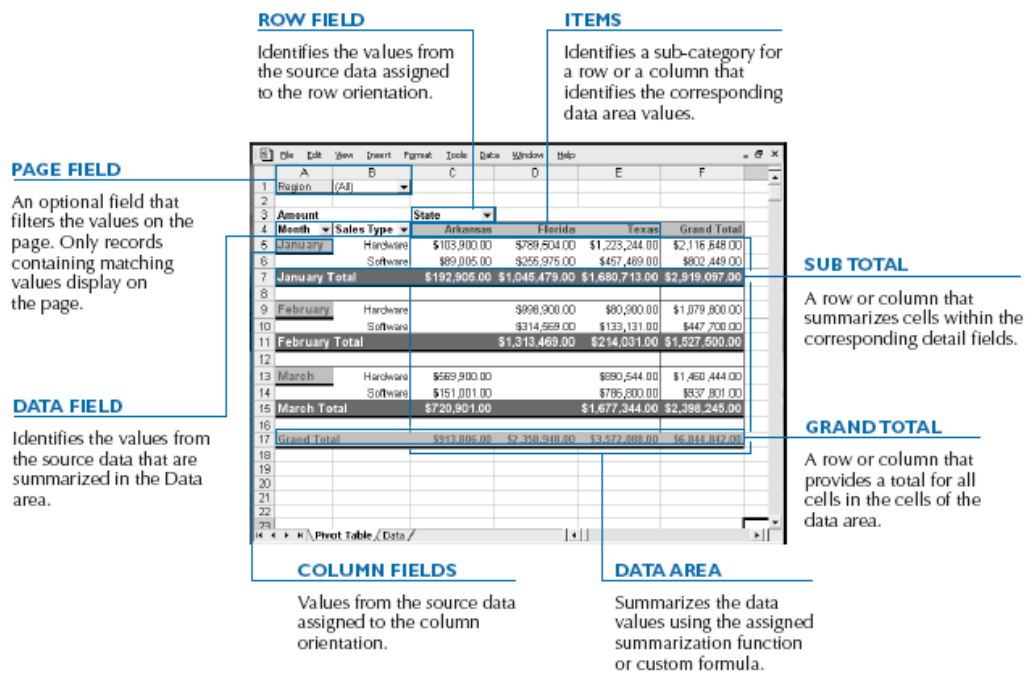 ROW FIELD
Identifies the values from
the source data assigned
to the row orientation.
ITEMS
Identifies a sub-category for
a row or a column that
identifies the corresponding
data area values.
PAGE FIELD
An optional field that
filters the values on the
page. Only records
containing matching
values display on
the page.
DATA FIELD
Identifies the values from
the source data that are
summarized in the Data
area.
File Edit View Insert Format Tools Data Window Help
A B C D E F
1 Region (All)
2
3 Amount State
4 Month Sales Type Arkansas Florida Texas Grand Total
5 January Hardware $103,900.00 $789,504.00 $1,223,244.00 $2,116,648.00
6 Software $89,005.00 $255,975.00 $457,469.00 $802,449.00
7 January Total $192,905.00 $1,045,479.00 $1,680,713.00 $2,919,097.00
8
9 February Hardware $998,900.00 $80,900.00 $1,079,800.00
10 Software $314,569.00 $133,131.00 $447,700.00
11 February Total $1,313,469.00 $214,031.00 $1,527,500.00
12
13 March Hardware $569,900.00 $890,544.00 $1,460,444.00
14 Software $151,001.00 $786,800.00 $937,801.00
15 March Total $720,901.00 $1,677,344.00 $2,398,245.00
16
17 Grand Total $913,806.00 $2,358,948.00 $3,572,088.00 $6,844,842.00
18
19
20
21
22
23
Pivot Table Data
SUB TOTAL
A row or column that
summarizes cells within the
corresponding detail fields.
GRAND TOTAL
A row or column that
provides a total for all
cells in the cells of the
data area.
COLUMN FIELDS
Values from the source data
assigned to the column
orientation.
DATA AREA
Summarizes the data
values using the assigned
summarization function
or custom formula.